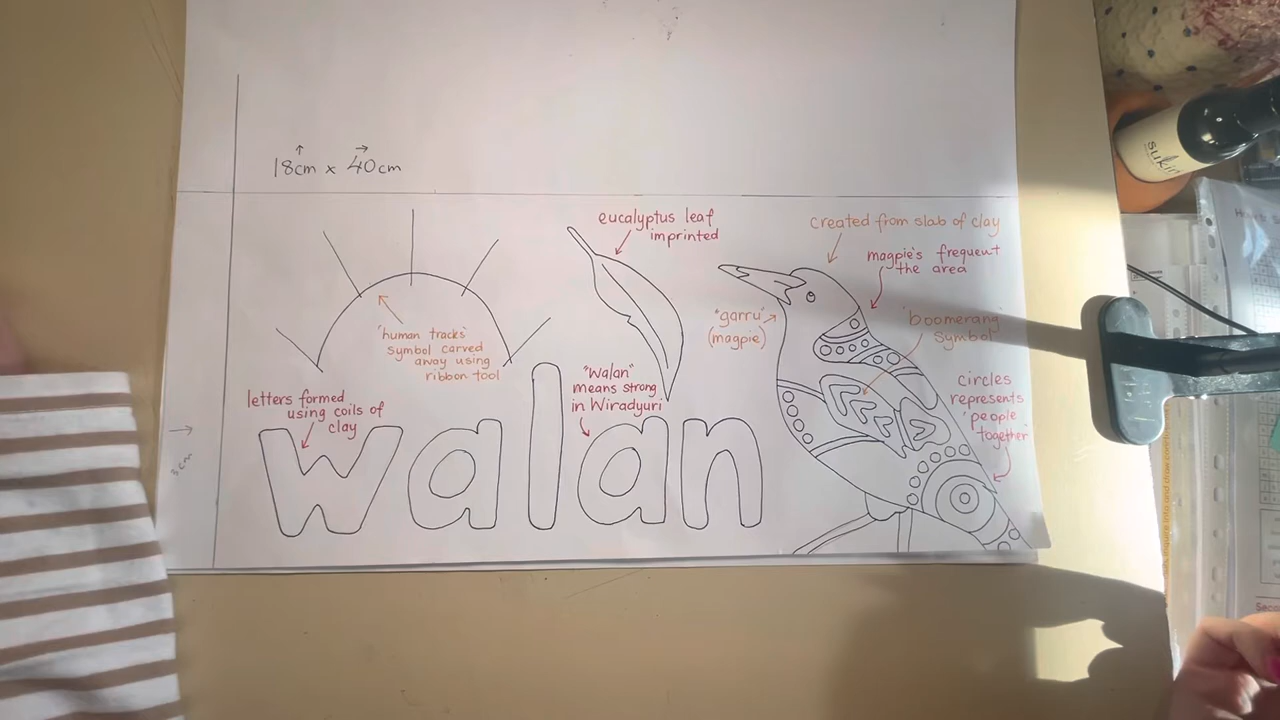 18cm x 40cm
eucalyptus leaf
imprinted
created from slab of clay
magpie's frequent
the area
"garru"
(magpie)
'boomerang'
symbol
'human tracks'
symbol carved
away using
ribbon tool
"walan"
means strong
in Wiradyuri
circles
represents
'people
together'
letters formed
using coils of
clay
3cm
walan
sukin